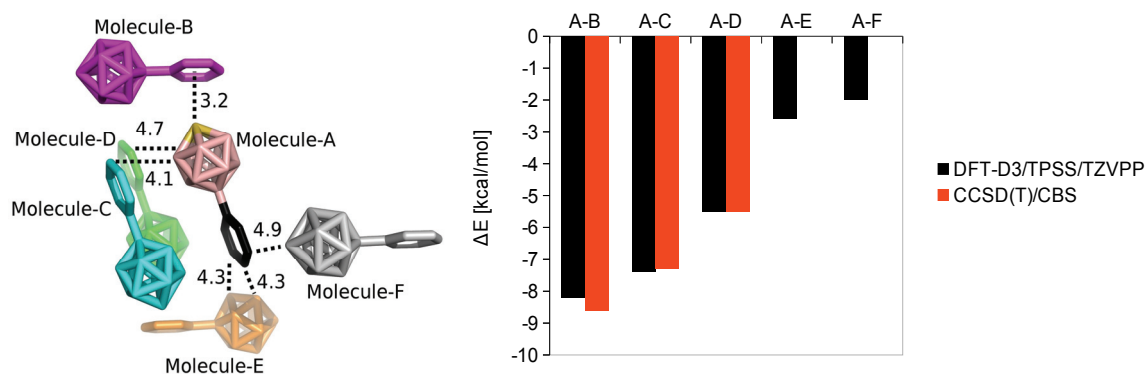 Molecule-B
3.2
Molecule-D
4.7
Molecule-A
4.1
Molecule-C
4.9
4.3
4.3
Molecule-F
Molecule-E
A-B A-C A-D A-E A-F
0
-1
-2
-3
-4
-5
-6
-7
-8
-9
-10
ΔE [kcal/mol]
DFT-D3/TPSS/TZVPP
CCSD(T)/CBS